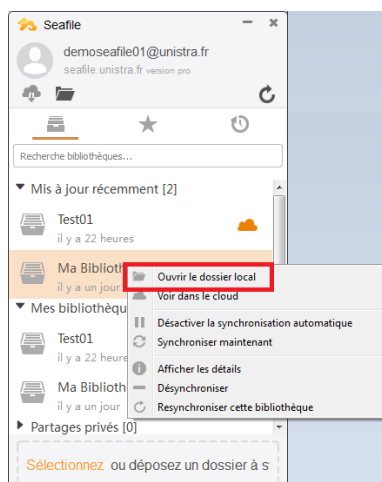 Seafile
demoseafile01@unistra.fr
seafile.unistra.fr version pro
Recherche bibliothèques...
Mis à jour récemment [2]
Test01
il y a 22 heures
Ma Biblioth
il y a un jour
Ouvrir le dossier local
Voir dans le cloud
Désactiver la synchronisation automatique
Synchroniser maintenant
Afficher les détails
Désynchroniser
Resynchroniser cette bibliothèque
Mes bibliothèqu
Test01
il y a 22 heure
Ma Biblioth
il y a un jour
Partages privés [0]
Sélectionnez ou déposez un dossier à s